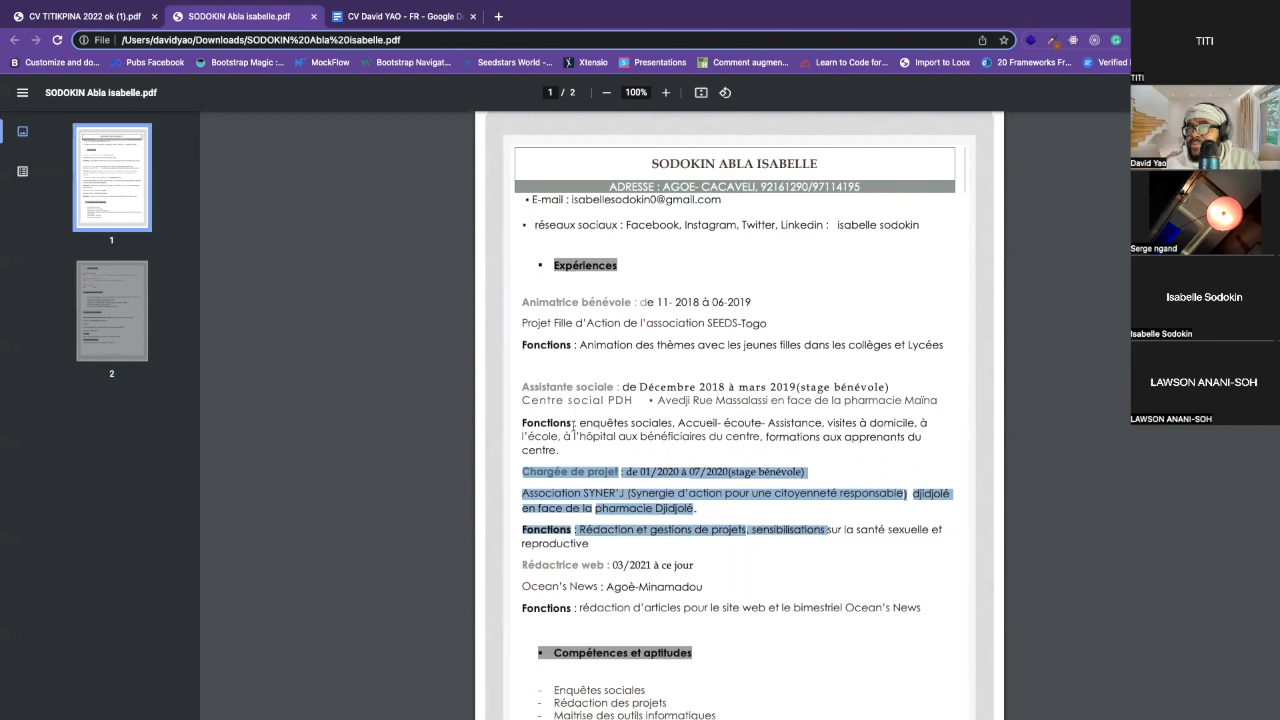 CV TITIKPINA 2022 ok (1).pdf
SODOKIN Abla isabelle.pdf
CV David YAO - FR - Google D
File /Users/davidyao/Downloads/SODOKIN%20Abla%20isabelle.pdf
Customize and do...
Pubs Facebook
Bootstrap Magic :...
MockFlow
Bootstrap Navigat...
Seedstars World -...
Xtensio
Presentations
Comment augmen...
Learn to Code for...
Import to Loox
20 Frameworks Fr...
Verified
SODOKIN Abla isabelle.pdf
1 / 2
100%
1
2
SODOKIN ABLA ISABELLE
ADRESSE : AGOE- CACAVELI, 92161290/97114195
▪ E-mail : isabellesodokin0@gmail.com
• réseaux sociaux : Facebook, Instagram, Twitter, Linkedin : isabelle sodokin
▪ Expériences
Animatrice bénévole : de 11- 2018 à 06-2019
Projet Fille d'Action de l'association SEEDS-Togo
Fonctions : Animation des thèmes avec les jeunes filles dans les collèges et Lycées
Assistante sociale : de Décembre 2018 à mars 2019(stage bénévole)
Centre social PDH • Avedji Rue Massalassi en face de la pharmacie Maïna
Fonctions : enquêtes sociales, Accueil- écoute- Assistance, visites à domicile, à
l'école, à l'hôpital aux bénéficiaires du centre, formations aux apprenants du
centre.
Chargée de projet : de 01/2020 à 07/2020(stage bénévole)
Association SYNER'J (Synergie d'action pour une citoyenneté responsable) djidjolé
en face de la pharmacie Djidjolé.
Fonctions : Rédaction et gestions de projets, sensibilisations sur la santé sexuelle et
reproductive
Rédactrice web : 03/2021 à ce jour
Ocean's News : Agoè-Minamadou
Fonctions : rédaction d'articles pour le site web et le bimestriel Ocean's News
▪ Compétences et aptitudes
- Enquêtes sociales
- Rédaction des projets
- Maitrise des outils informatiques
TITI
TITI
David Yao
Serge ngand
Isabelle Sodokin
Isabelle Sodokin
LAWSON ANANI-SOH
LAWSON ANANI-SOH